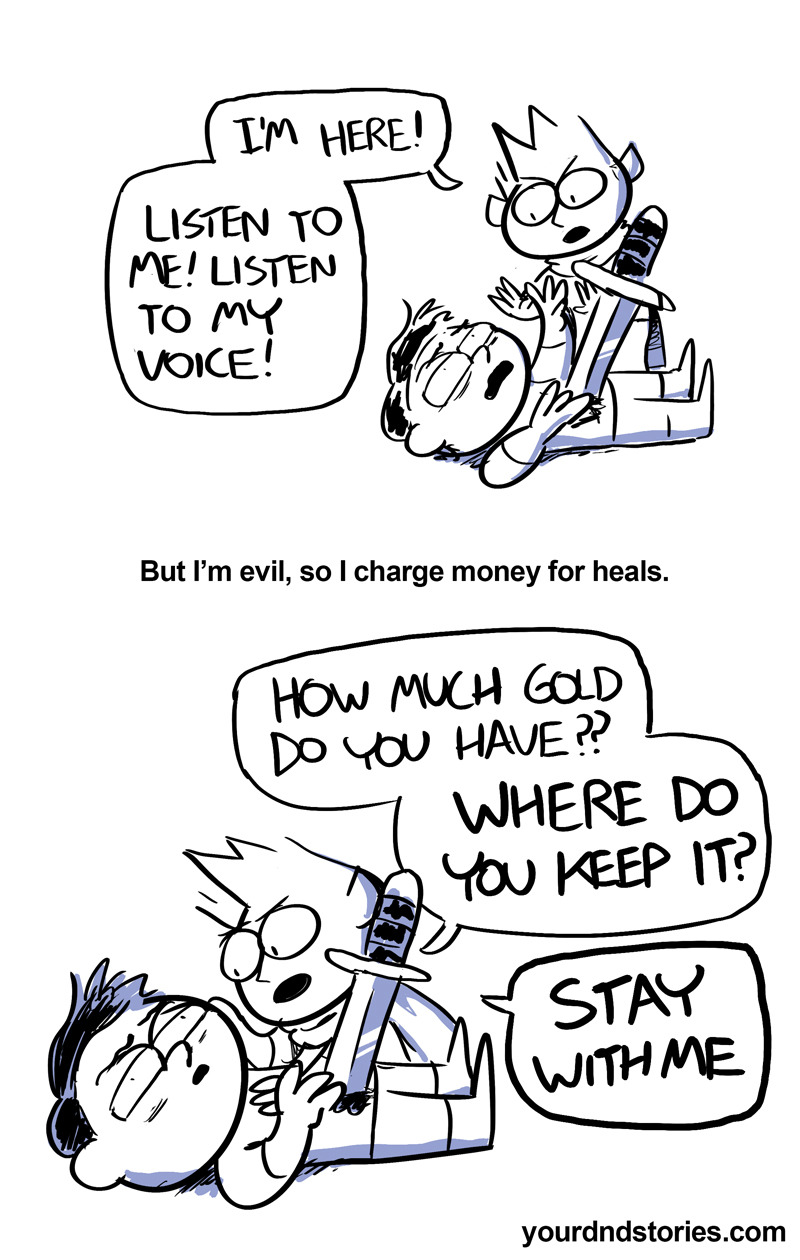 I'M HERE!
LISTEN TO
ME! LISTEN
TO MY
VOICE!
But I'm evil, so I charge money for heals.
HOW MUCH GOLD
DO YOU HAVE??
WHERE DO
YOU KEEP IT?
STAY
WITH ME
yourdndstories.com